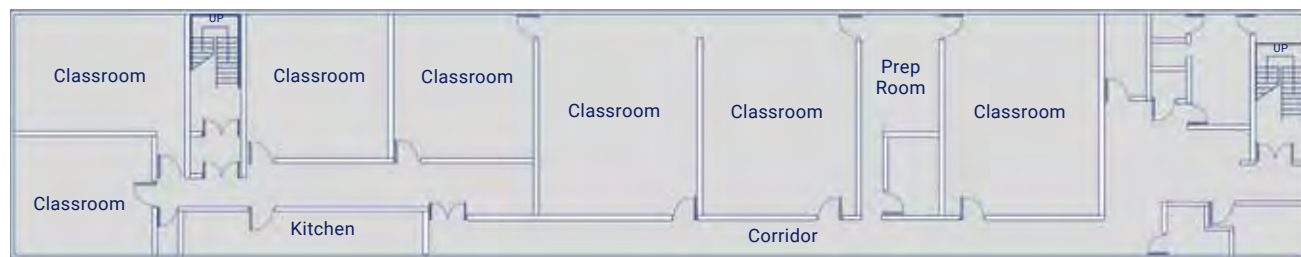 UP
UP
Classroom
Classroom
Classroom
Prep
Room
Classroom
Classroom
Classroom
Classroom
Kitchen
Corridor